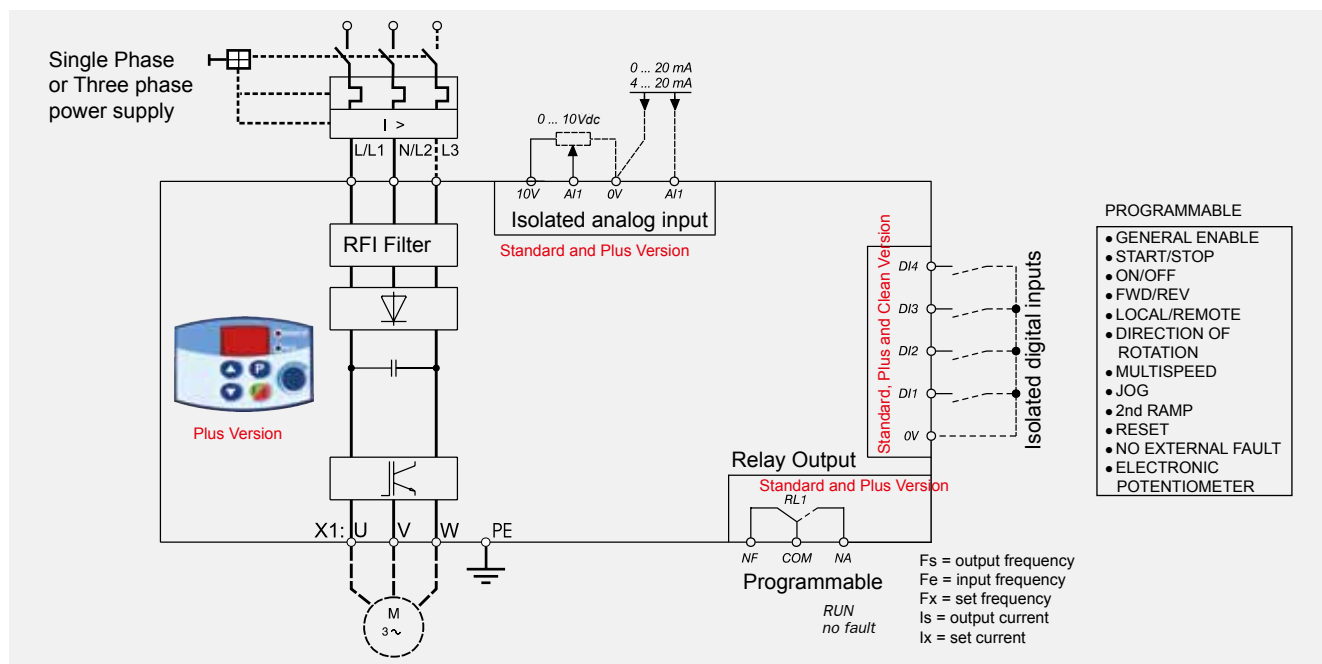 Single Phase
or Three phase
power supply
I >
L/L1 N/L2 L3
0 ... 20 mA
4 ... 20 mA
0 ... 10Vdc
10V AI1 0V AI1
Isolated analog input
Standard and Plus Version
RFI Filter
P
Plus Version
X1: U V W PE
M
3~
Standard, Plus and Clean Version
DI4
DI3
DI2
DI1
0V
Isolated digital inputs
Relay Output
Standard and Plus Version
RL1
NF COM NA
Programmable
RUN
no fault
PROGRAMMABLE
• GENERAL ENABLE
• START/STOP
• ON/OFF
• FWD/REV
• LOCAL/REMOTE
• DIRECTION OF
ROTATION
• MULTISPEED
• JOG
• 2nd RAMP
• RESET
• NO EXTERNAL FAULT
• ELECTRONIC
POTENTIOMETER
Fs = output frequency
Fe = input frequency
Fx = set frequency
Is = output current
Ix = set current